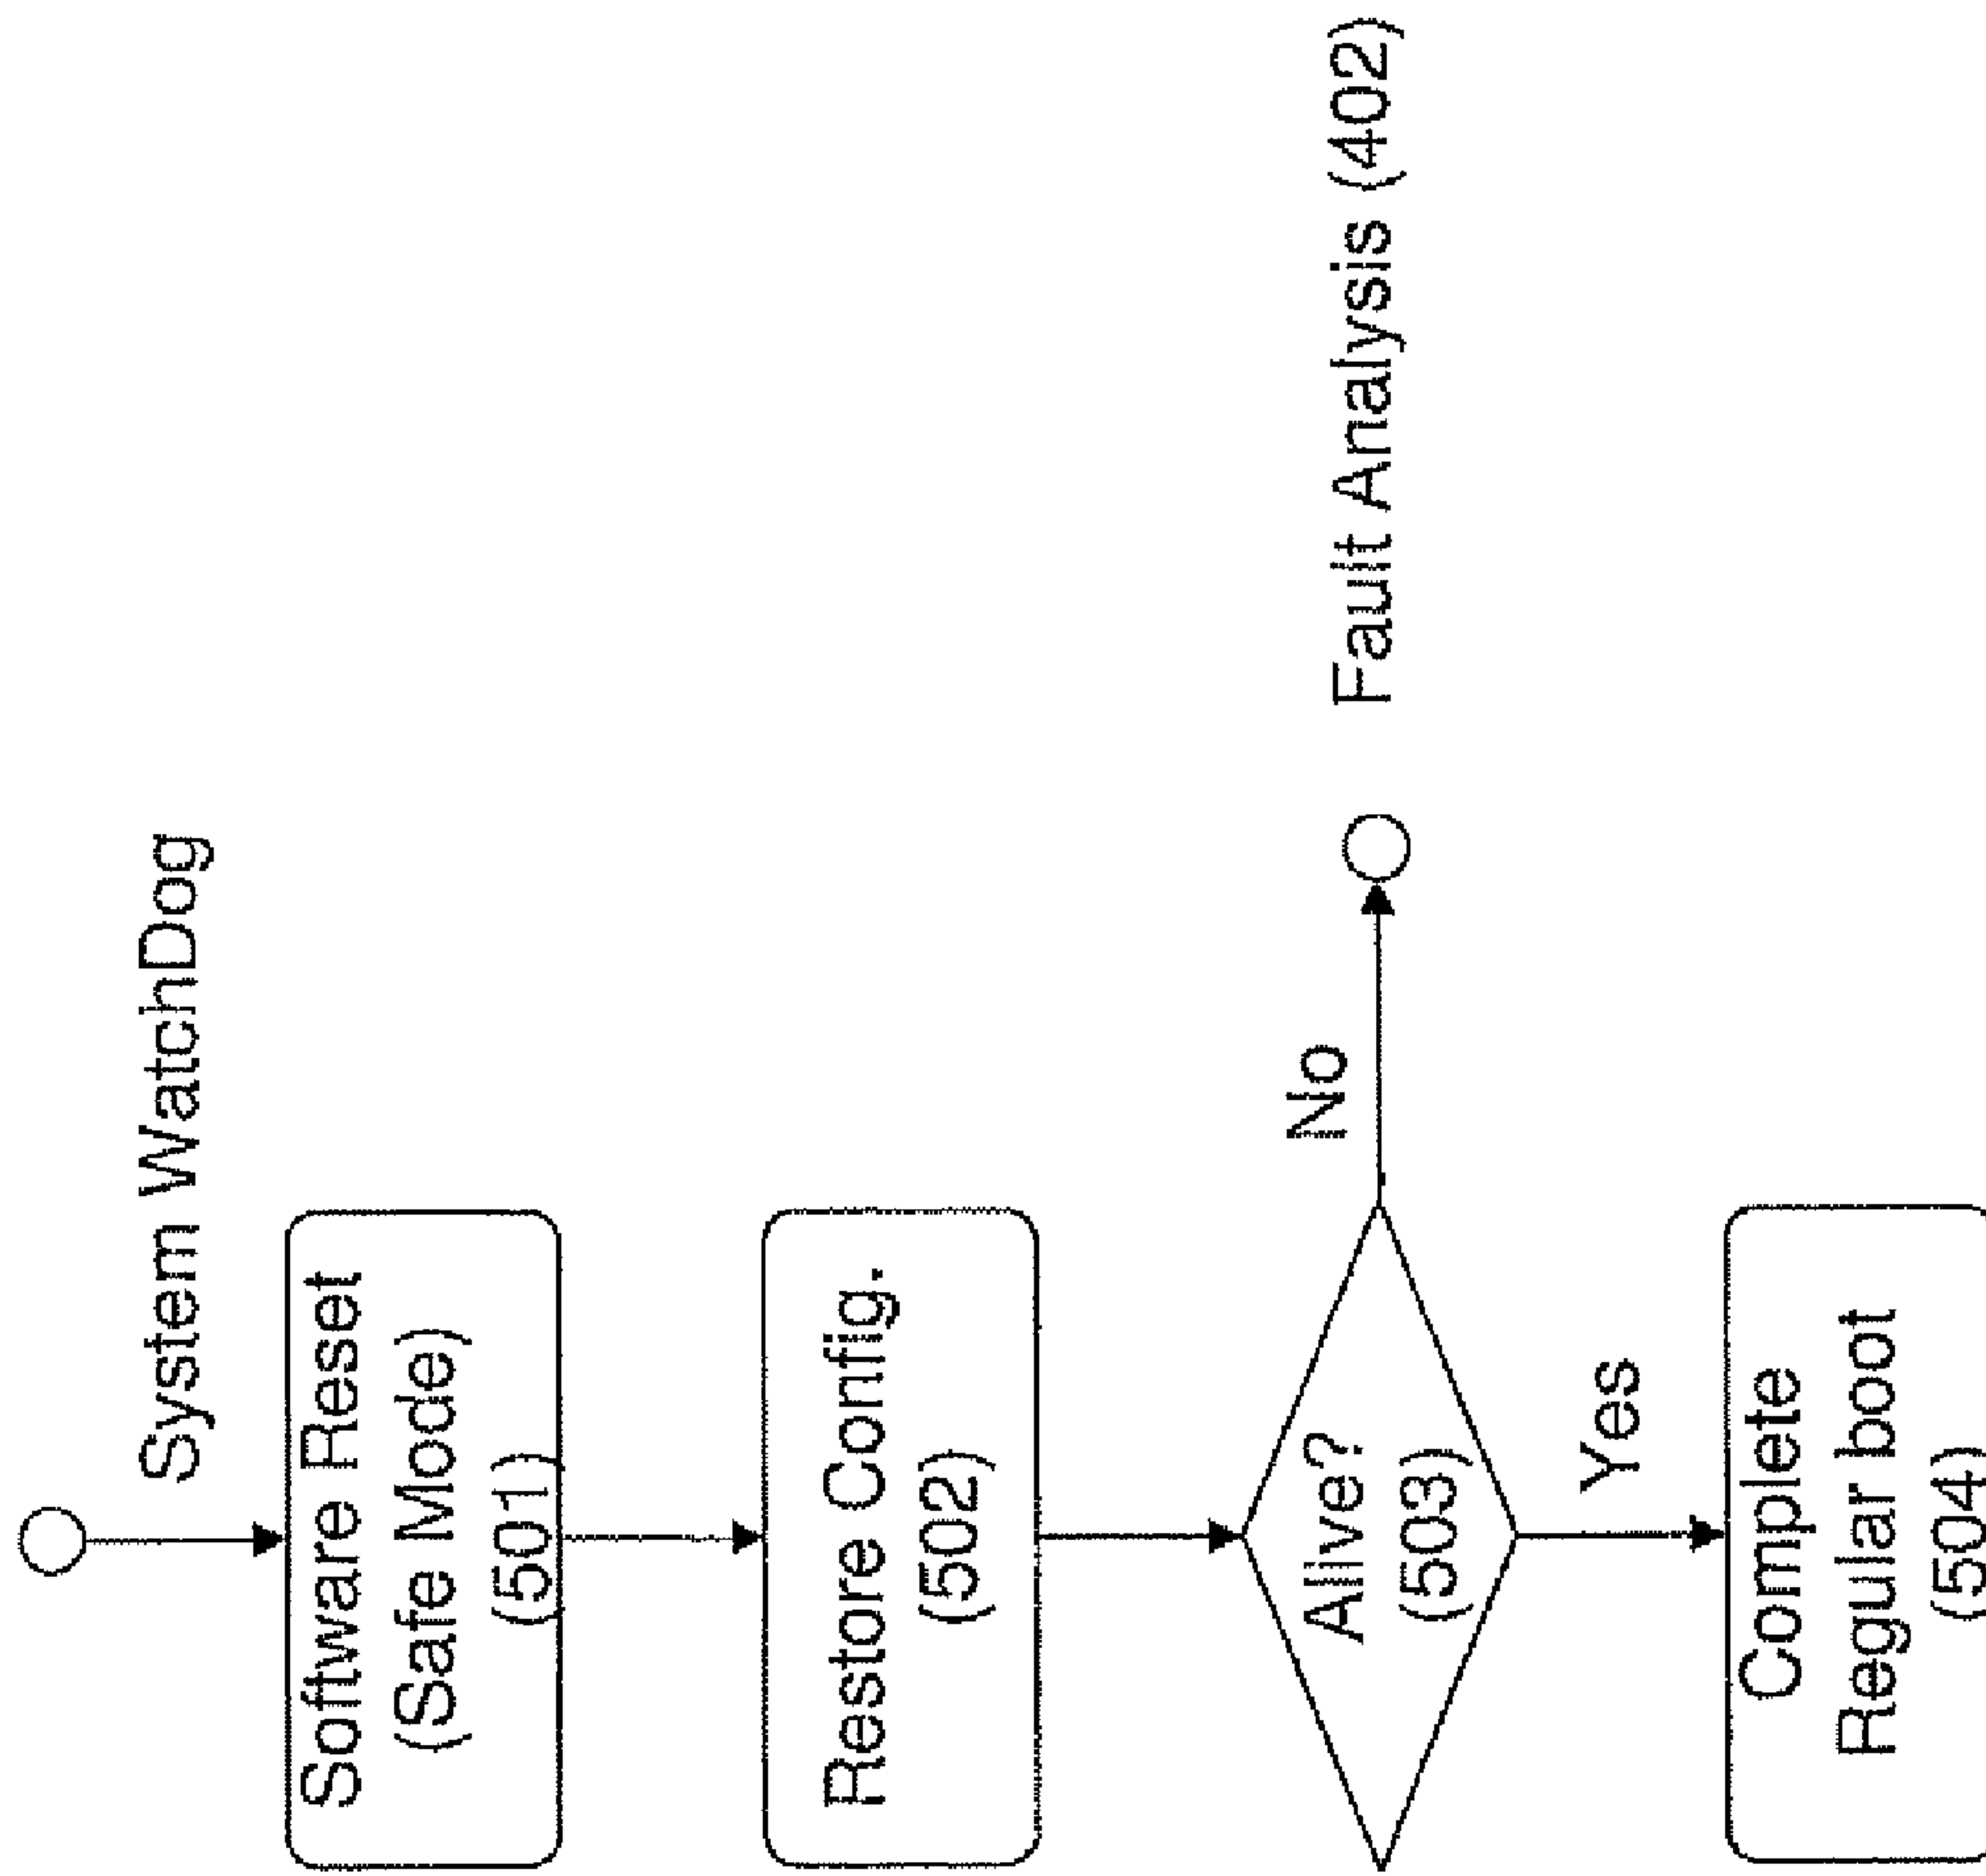 System WatchDog
Software Reset
(Safe Mode)
(501)
Restore Config.
(502)
Alive?
(503)
No
Fault Analysis (402)
Yes
Complete
Regular boot
(504)